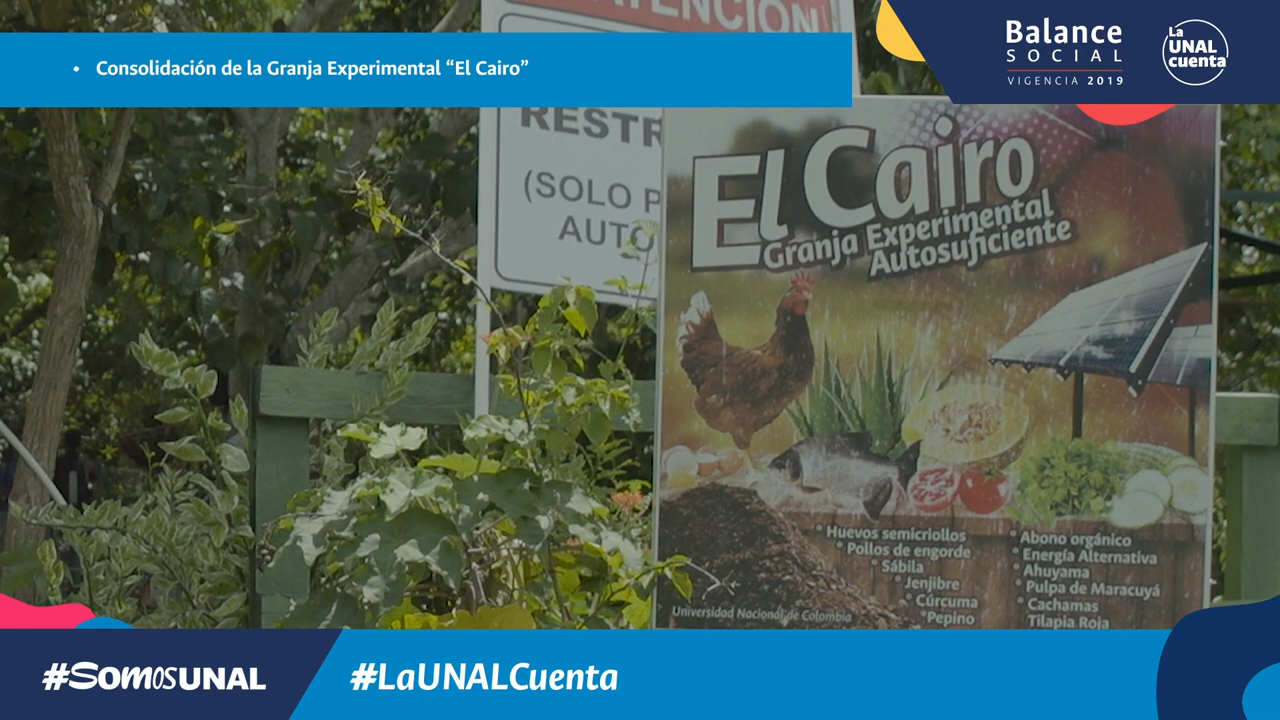 ATENCIÓN
• Consolidación de la Granja Experimental “El Cairo”
Balance
SOCIAL
VIGENCIA 2019
La
UNAL
cuenta
RESTR
(SOLO P
AUTO
El Cairo
Granja Experimental
Autosuficiente
° Huevos semicriollos
° Pollos de engorde
° Sábila
° Jenjibre
° Cúrcuma
°Pepino
° Abono orgánico
° Energía Alternativa
° Ahuyama
° Pulpa de Maracuyá
° Cachamas
Tilapia Roja
Universidad Nacional de Colombia
#SOMOSUNAL
#LaUNALCuenta